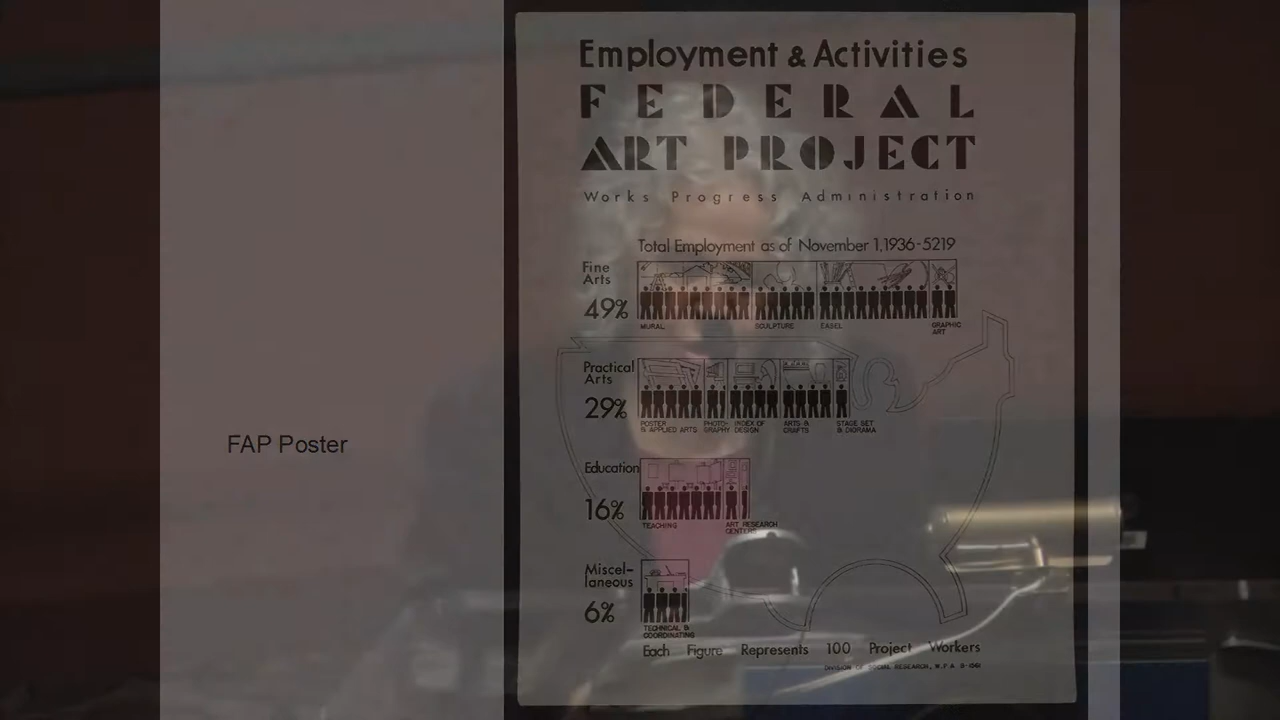 Employment & Activities
FEDERAL
ART PROJECT
Works Progress Administration
Total Employment as of November 1, 1936-5219
Fine
Arts
49%
MURAL
SCULPTURE
EASEL
GRAPHIC
ART
Practical
Arts
29%
POSTER
& APPLIED ARTS
PHOTO-
GRAPHY
INDEX OF
DESIGN
ARTS &
CRAFTS
STAGE SET
& DIORAMA
FAP Poster
Education
16%
TEACHING
ART RESEARCH
CENTERS
Miscel-
laneous
6%
TECHNICAL &
COORDINATING
Each Figure Represents 100 Project Workers
DIVISION OF SOCIAL RESEARCH, W.P.A.